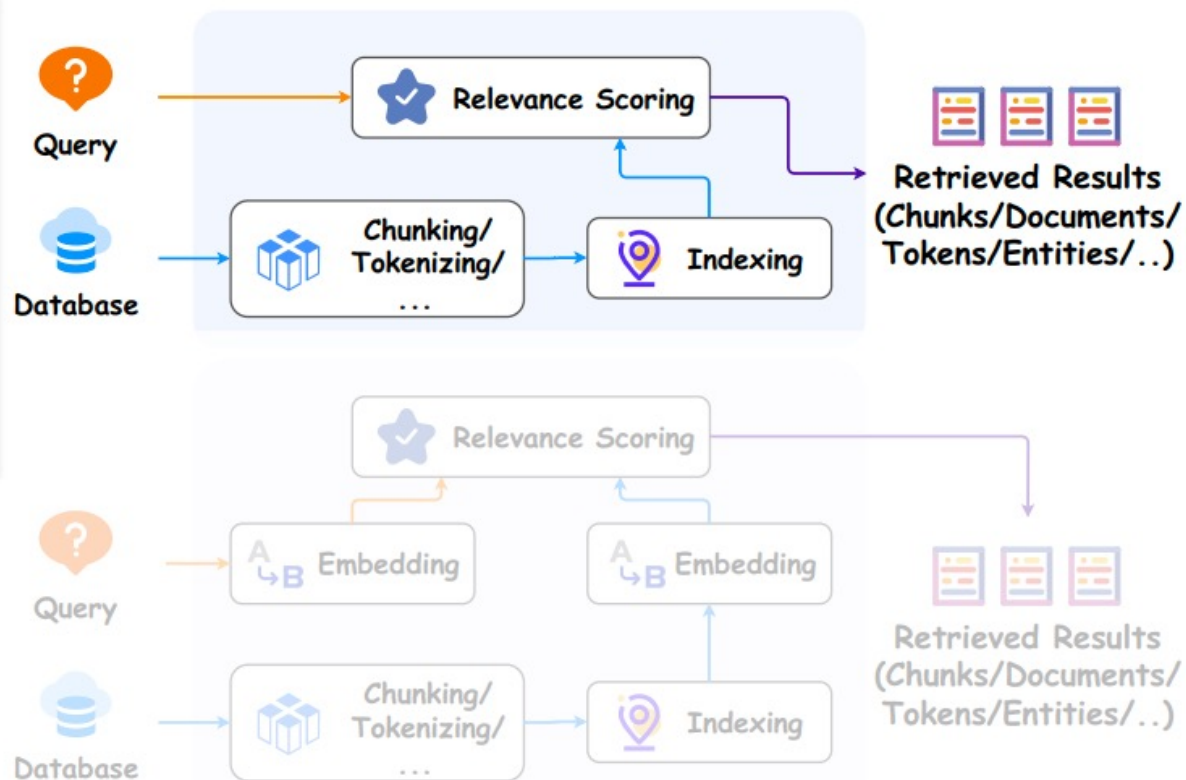 Query
Relevance Scoring
Retrieved Results
(Chunks/Documents/
Tokens/Entities/..)
Database
Chunking/
Tokenizing/
...
Indexing
Relevance Scoring
Query
A
B
Embedding
A
B
Embedding
Retrieved Results
(Chunks/Documents/
Tokens/Entities/..)
Database
Chunking/
Tokenizing/
...
Indexing